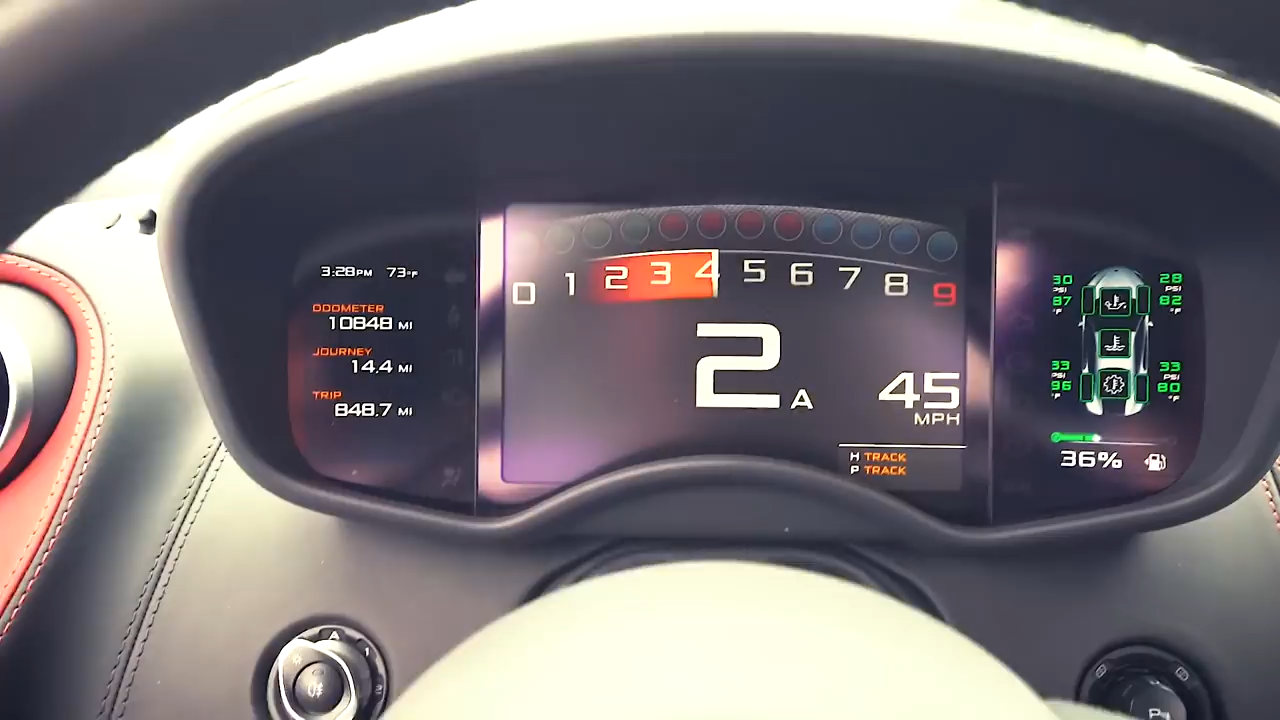 3:28PM 73°F
ODOMETER
10848 MI
JOURNEY
14.4 MI
TRIP
848.7 MI
0 1 2 3 4 5 6 7 8 9
2 A
45
MPH
H TRACK
P TRACK
30 PSI
87 °F
28 PSI
82 °F
33 PSI
96 °F
33 PSI
80 °F
36%
A
1
2
P